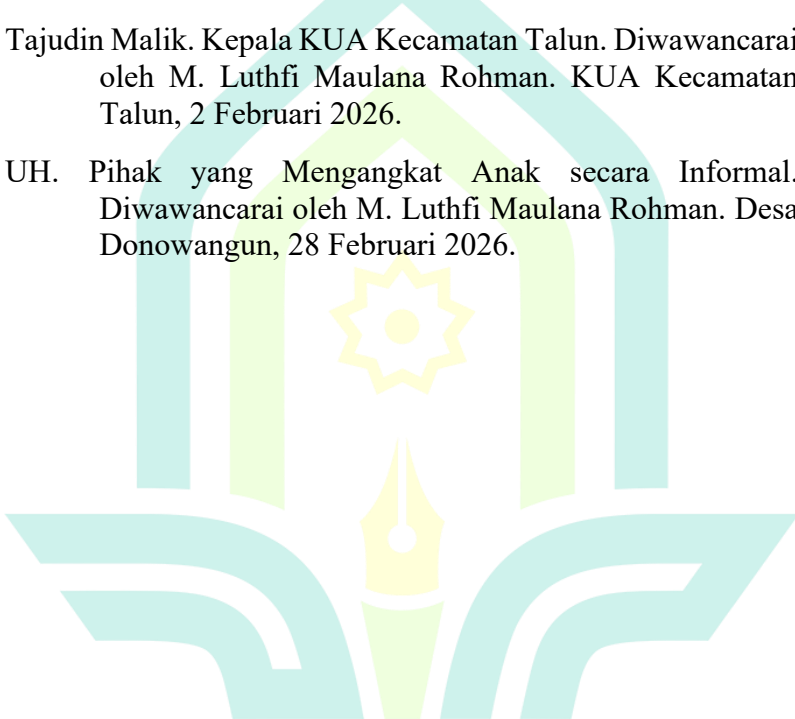 Tajudin Malik. Kepala KUA Kecamatan Talun. Diwawancarai
oleh M. Luthfi Maulana Rohman. KUA Kecamatan
Talun, 2 Februari 2026.
UH. Pihak yang Mengangkat Anak secara Informal.
Diwawancarai oleh M. Luthfi Maulana Rohman. Desa
Donowangun, 28 Februari 2026.